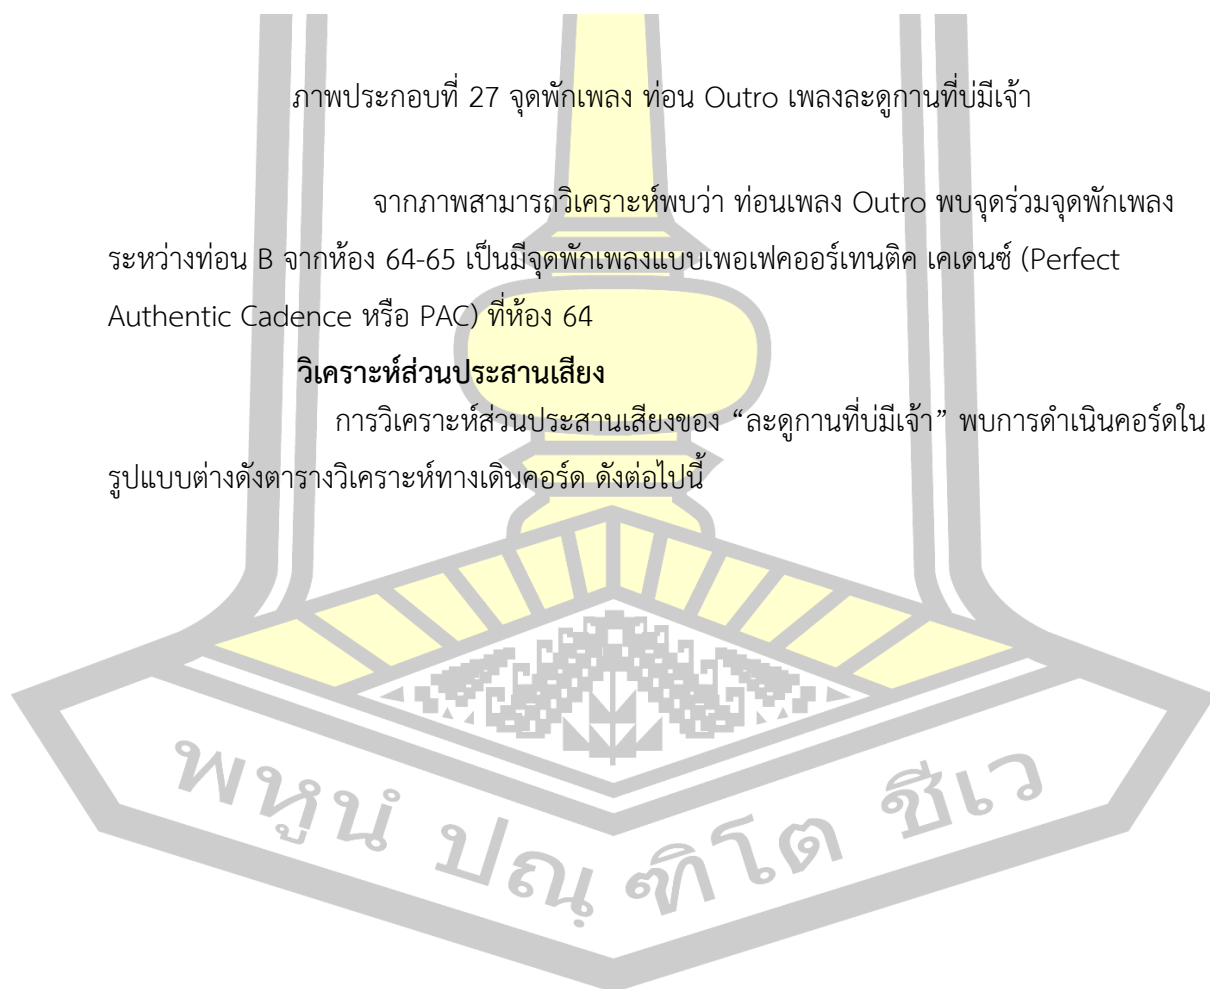 ภาพประกอบที่ 27 จุดพักเพลง ท่อน Outro เพลงละดูกานที่บ่มีเจ้า
จากภาพสามารถวิเคราะห์พบว่า ท่อนเพลง Outro พบจุดร่วมจุดพักเพลง
ระหว่างท่อน B จากห้อง 64-65 เป็นมีจุดพักเพลงแบบเพอเฟคออร์เทนติค เคเดนซ์ (Perfect
Authentic Cadence หรือ PAC) ที่ห้อง 64
วิเคราะห์ส่วนประสานเสียง
การวิเคราะห์ส่วนประสานเสียงของ “ละดูกานที่บ่มีเจ้า” พบการดำเนินคอร์ดใน
รูปแบบต่างดังตารางวิเคราะห์ทางเดินคอร์ด ดังต่อไปนี้
พหูนํ ปณฺฑิโต ชีเว